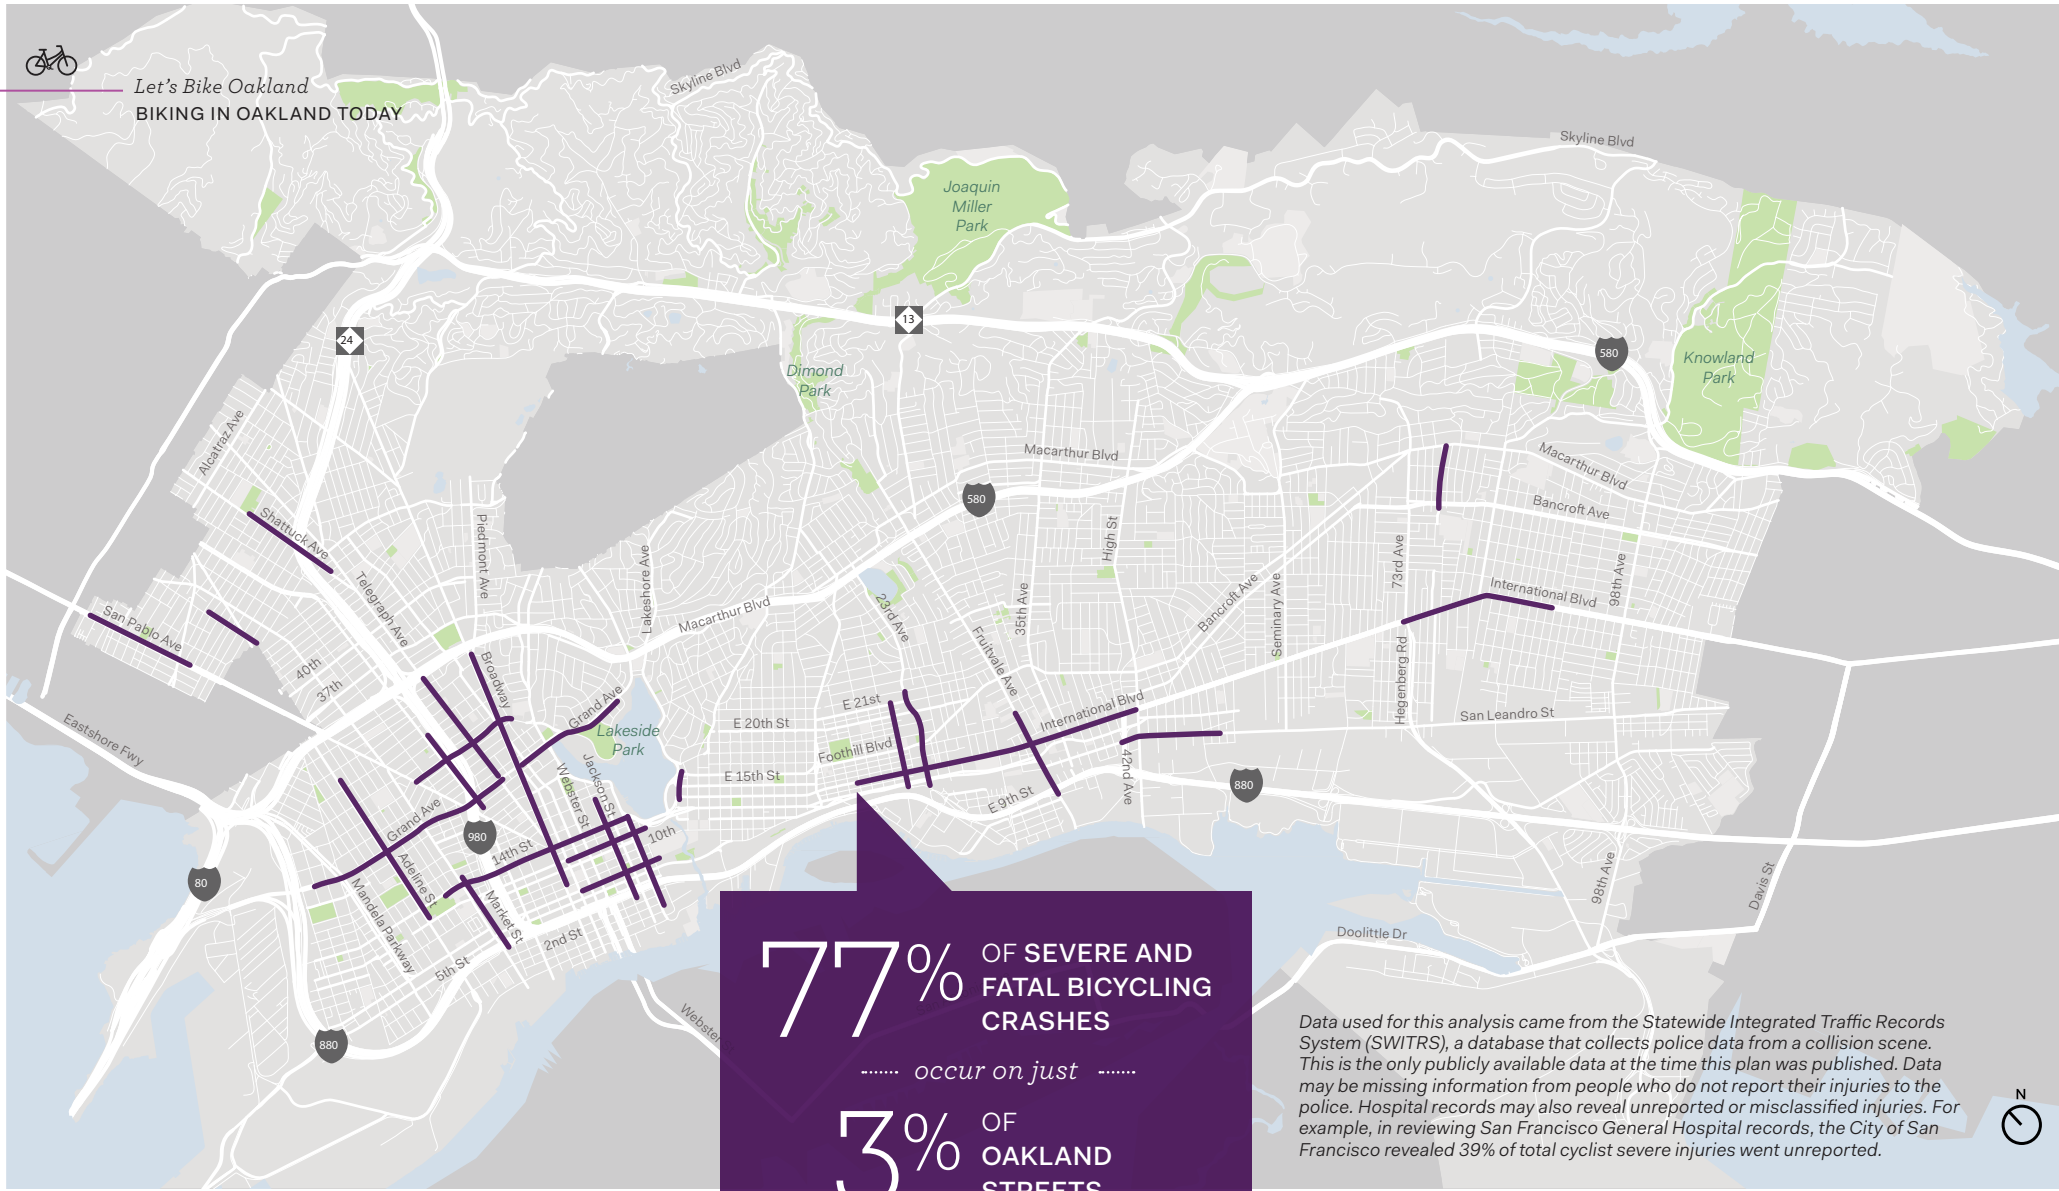 Let's Bike Oakland
BIKING IN OAKLAND TODAY
Skyline Blvd
Skyline Blvd
Joaquin
Miller
Park
24
13
580
Dimond
Park
Knowland
Park
Alcatraz Ave
Macarthur Blvd
Macarthur Blvd
580
Bancroft Ave
Shattuck Ave
Piedmont Ave
High St
73rd Ave
98th Ave
Telegraph Ave
Lakeshore Ave
Macarthur Blvd
23rd Ave
35th Ave
Bancroft Ave
Seminary Ave
International Blvd
San Pablo Ave
40th
37th
Broadway
Fruitvale Ave
Hegenberg Rd
Grand Ave
E 21st
E 20th St
International Blvd
San Leandro St
Eastshore Fwy
Lakeside
Park
Foothill Blvd
E 15th St
Webster St
Jackson St
42nd Ave
E 9th St
880
Grand Ave
980
14th St
10th
80
Adeline St
Mandela Parkway
Market St
2nd St
5th St
98th Ave
Davis St
Doolittle Dr
880
Webster
77% OF SEVERE AND
FATAL BICYCLING
CRASHES
occur on just
3% OF
OAKLAND
STREETS
Data used for this analysis came from the Statewide Integrated Traffic Records
System (SWITRS), a database that collects police data from a collision scene.
This is the only publicly available data at the time this plan was published. Data
may be missing information from people who do not report their injuries to the
police. Hospital records may also reveal unreported or misclassified injuries. For
example, in reviewing San Francisco General Hospital records, the City of San
Francisco revealed 39% of total cyclist severe injuries went unreported.
N